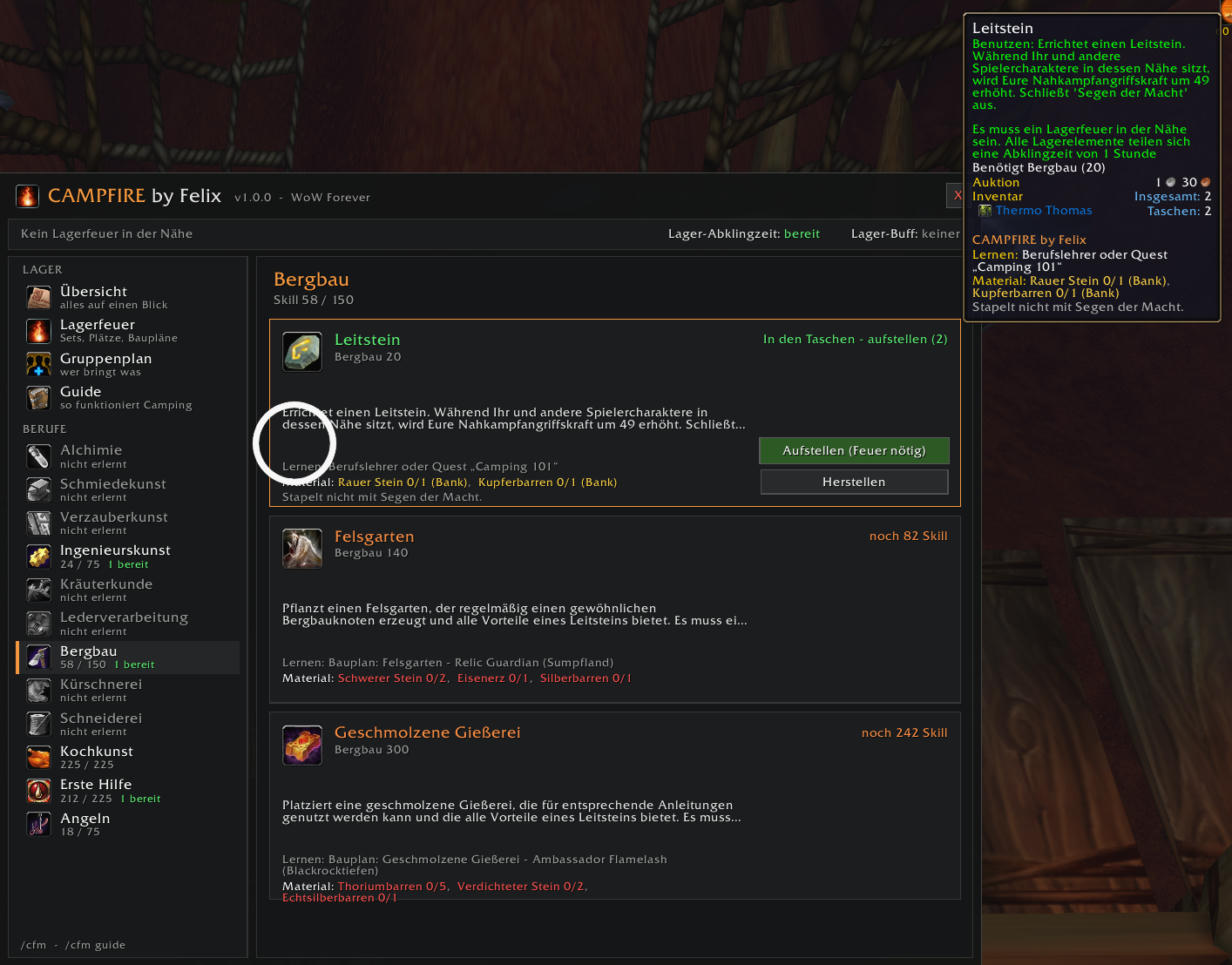 Leitstein
Benutzen: Errichtet einen Leitstein.
Während Ihr und andere
Spielercharaktere in dessen Nähe sitzt,
wird Eure Nahkampfangriffskraft um 49
erhöht. Schließt 'Segen der Macht'
aus.
Es muss ein Lagerfeuer in der Nähe
sein. Alle Lagerelemente teilen sich
eine Abklingzeit von 1 Stunde
Benötigt Bergbau (20)
Auktion 1 30
Inventar Insgesamt: 2
Thermo Thomas Taschen: 2
CAMPFIRE by Felix
Lernen: Berufslehrer oder Quest
„Camping 101“
Material: Rauer Stein 0/1 (Bank),
Kupferbarren 0/1 (Bank)
Stapelt nicht mit Segen der Macht.
CAMPFIRE by Felix v1.0.0 - WoW Forever
X
Kein Lagerfeuer in der Nähe
Lager-Abklingzeit: bereit Lager-Buff: keiner
LAGER
Übersicht
alles auf einen Blick
Lagerfeuer
Sets, Plätze, Baupläne
Gruppenplan
wer bringt was
Guide
so funktioniert Camping
BERUFE
Alchimie
nicht erlernt
Schmiedekunst
nicht erlernt
Verzauberkunst
nicht erlernt
Ingenieurskunst
24 / 75 1 bereit
Kräuterkunde
nicht erlernt
Lederverarbeitung
nicht erlernt
Bergbau
58 / 150 1 bereit
Kürschnerei
nicht erlernt
Schneiderei
nicht erlernt
Kochkunst
225 / 225
Erste Hilfe
212 / 225 1 bereit
Angeln
18 / 75
/cfm - /cfm guide
Bergbau
Skill 58 / 150
Leitstein
Bergbau 20
In den Taschen - aufstellen (2)
Errichtet einen Leitstein. Während Ihr und andere Spielercharaktere in
dessen Nähe sitzt, wird Eure Nahkampfangriffskraft um 49 erhöht. Schließt...
Aufstellen (Feuer nötig)
Lernen: Berufslehrer oder Quest „Camping 101“
Material: Rauer Stein 0/1 (Bank), Kupferbarren 0/1 (Bank)
Herstellen
Stapelt nicht mit Segen der Macht.
Felsgarten
Bergbau 140
noch 82 Skill
Pflanzt einen Felsgarten, der regelmäßig einen gewöhnlichen
Bergbauknoten erzeugt und alle Vorteile eines Leitsteins bietet. Es muss ei...
Lernen: Bauplan: Felsgarten - Relic Guardian (Sumpfland)
Material: Schwerer Stein 0/2, Eisenerz 0/1, Silberbarren 0/1
Geschmolzene Gießerei
Bergbau 300
noch 242 Skill
Platziert eine geschmolzene Gießerei, die für entsprechende Anleitungen
genutzt werden kann und die alle Vorteile eines Leitsteins bietet. Es muss...
Lernen: Bauplan: Geschmolzene Gießerei - Ambassador Flamelash
(Blackrocktiefen)
Material: Thoriumbarren 0/5, Verdichteter Stein 0/2,
Echtsilberbarren 0/1